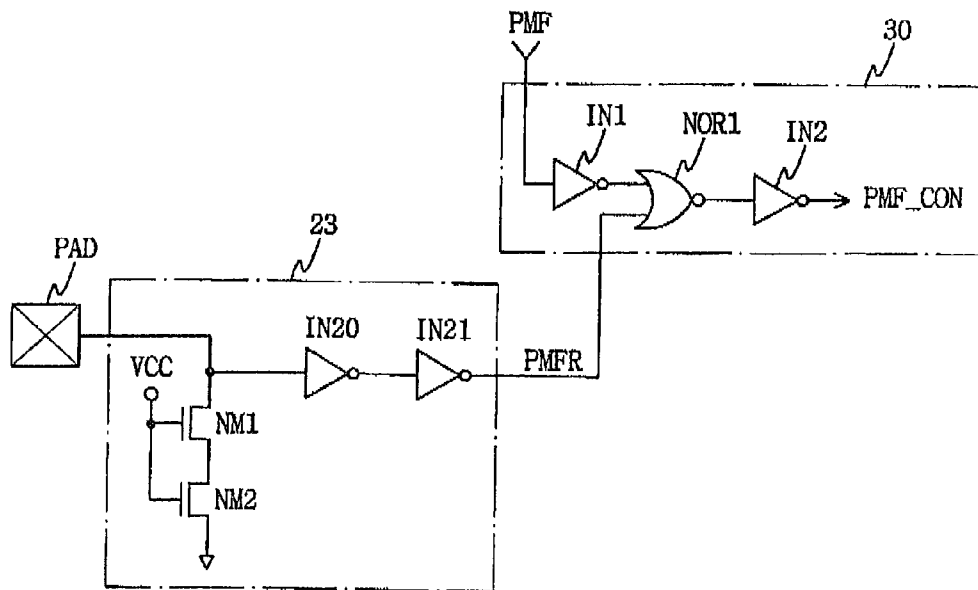 PMF
30
IN1
NOR1
IN2
PMF_CON
23
PAD
IN20
IN21
VCC
PMFR
NM1
NM2